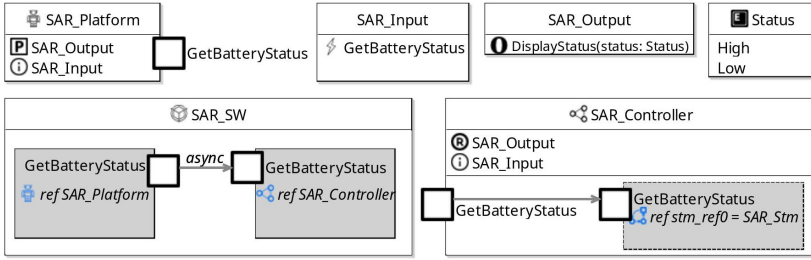 SAR_Platform
P SAR_Output
i SAR_Input
GetBatteryStatus
SAR_Input
GetBatteryStatus
SAR_Output
O DisplayStatus(status: Status)
E Status
High
Low
SAR_SW
GetBatteryStatus
ref SAR_Platform
async
GetBatteryStatus
ref SAR_Controller
SAR_Controller
R SAR_Output
i SAR_Input
GetBatteryStatus
GetBatteryStatus
ref stm_ref0 = SAR_Stm